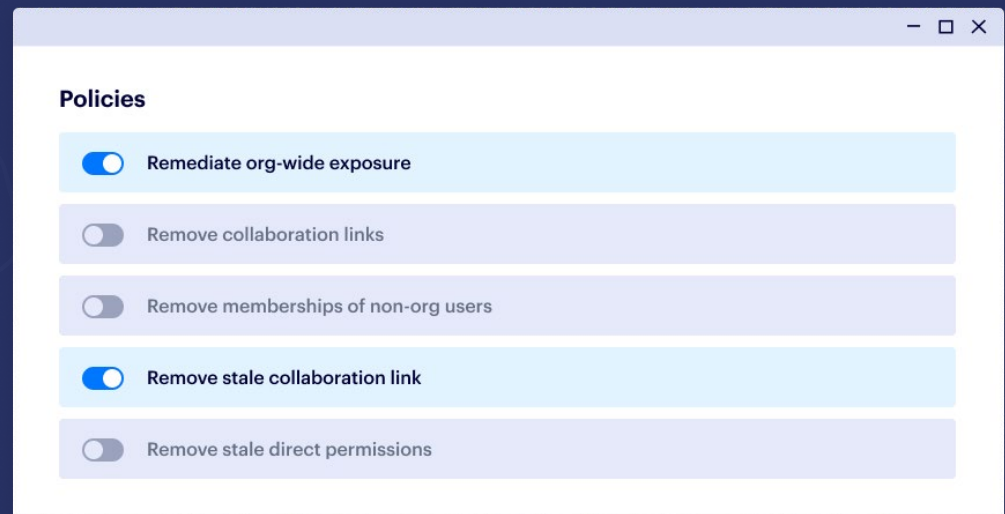 Policies
Remediate org-wide exposure
Remove collaboration links
Remove memberships of non-org users
Remove stale collaboration link
Remove stale direct permissions